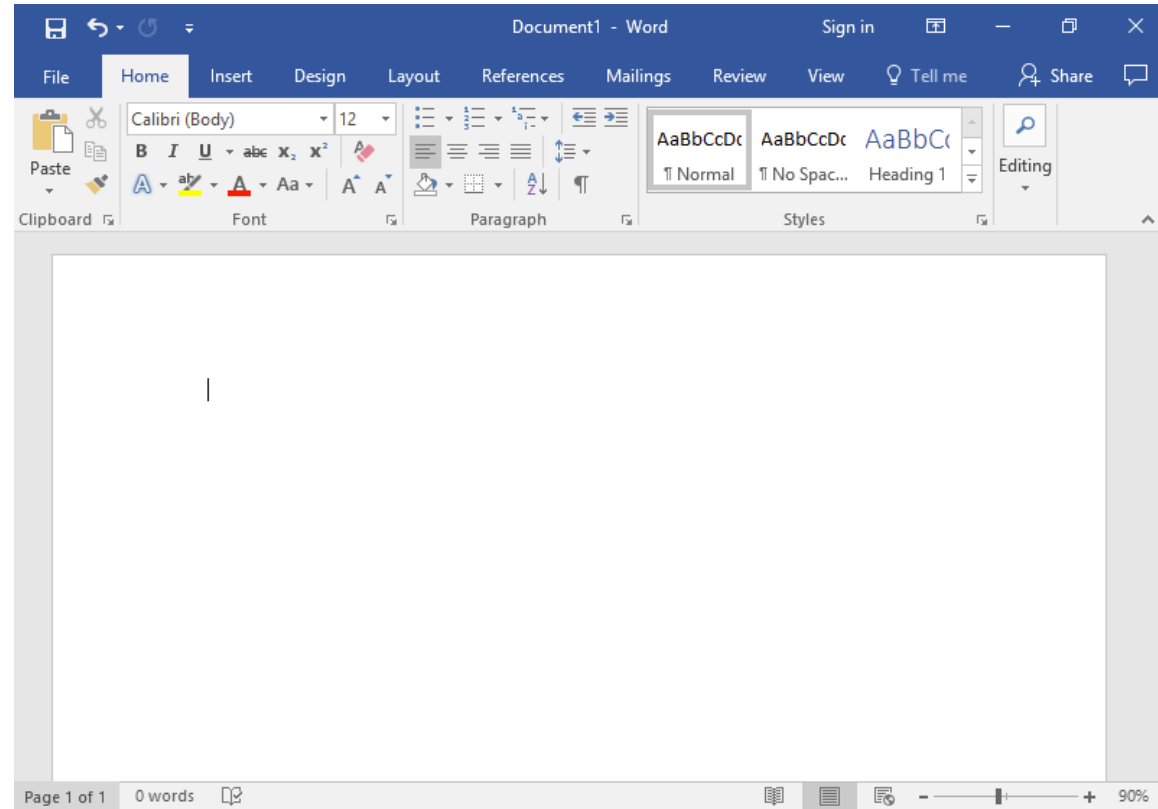 Document1 - Word Sign in
File Home Insert Design Layout References Mailings Review View Tell me Share
Calibri (Body) 12
Paste
B I U abc X₂ X² 
A aby A Aa A A
AaBbCcDc AaBbCcDc AaBbCc
¶ Normal ¶ No Spac... Heading 1
Editing
Clipboard Font Paragraph Styles
Page 1 of 1 0 words 90%